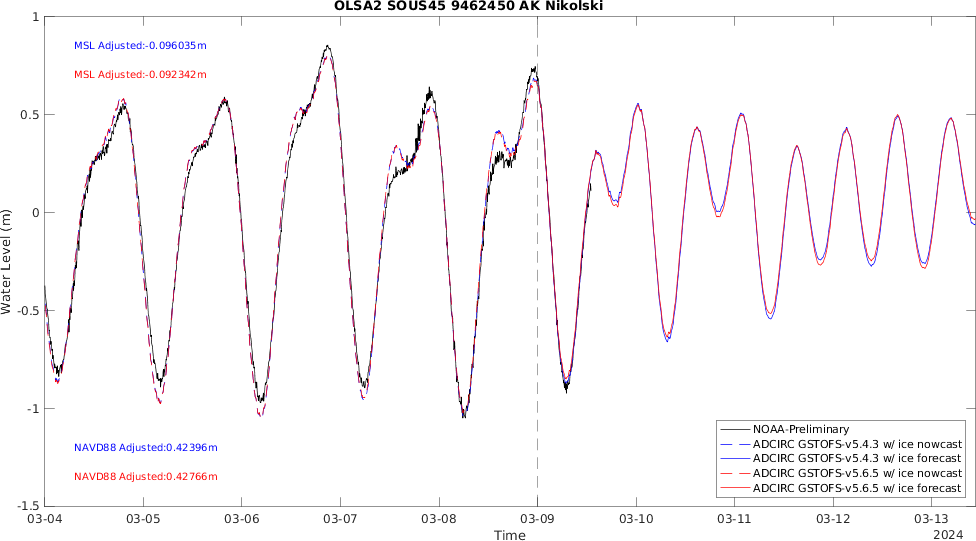 OLSA2 SOUS45 9462450 AK Nikolski
1
MSL Adjusted:-0.096035m
MSL Adjusted:-0.092342m
0.5
0
Water Level (m)
-0.5
-1
NAVD88 Adjusted:0.42396m
NAVD88 Adjusted:0.42766m
-1.5
NOAA-Preliminary
ADCIRC GSTOFS-v5.4.3 w/ ice nowcast
ADCIRC GSTOFS-v5.4.3 w/ ice forecast
ADCIRC GSTOFS-v5.6.5 w/ ice nowcast
ADCIRC GSTOFS-v5.6.5 w/ ice forecast
03-04 03-05 03-06 03-07 03-08 03-09 03-10 03-11 03-12 03-13
Time
2024